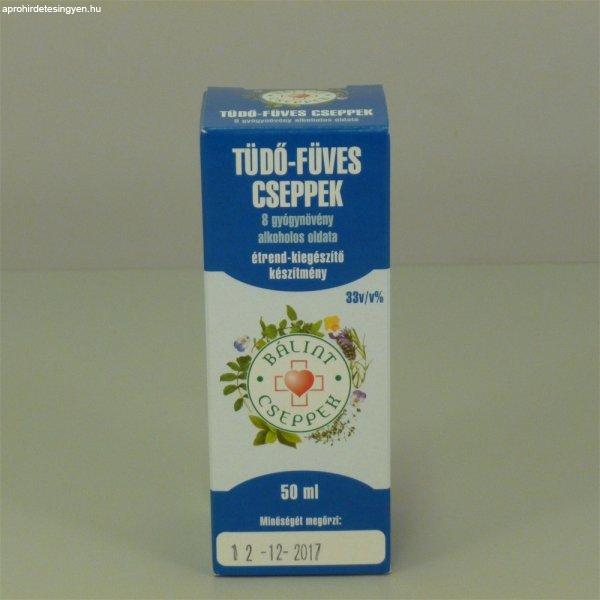 aprohirdetesingyen.hu
TÜDŐ-FÜVES CSEPPEK
8 gyógynövény alkoholos oldata
TÜDŐ-FÜVES
CSEPPEK
8 gyógynövény
alkoholos oldata
étrend-kiegészítő
készítmény
33v/v%
BÁLINT
CSEPPEK
50 ml
Minőségét megőrzi:
12-12-2017